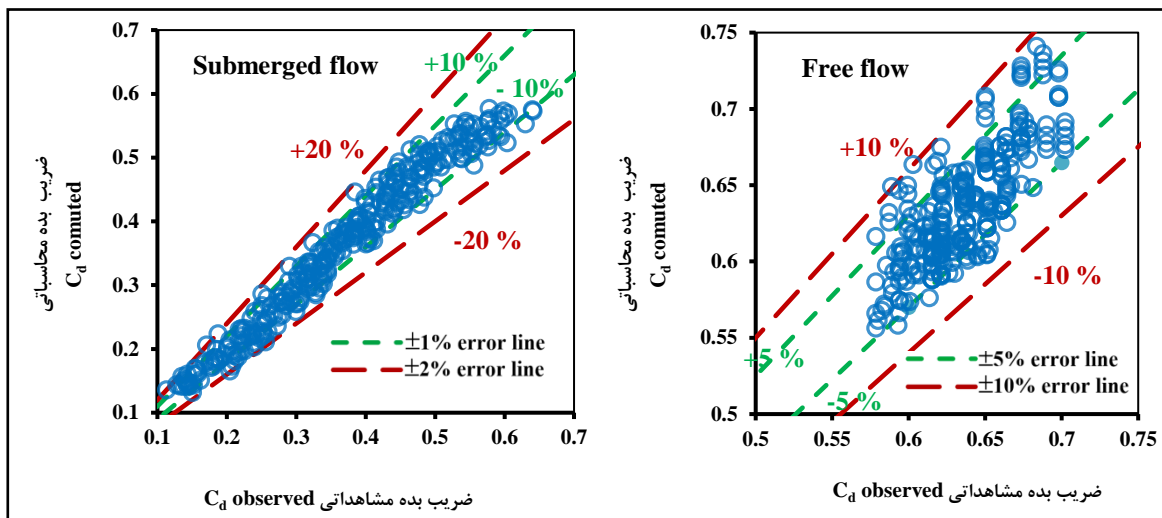 Submerged flow
+10 %
- 10%
+20 %
-20 %
±1% error line
±2% error line
0.7
0.6
0.5
0.4
0.3
0.2
0.1
0.1 0.2 0.3 0.4 0.5 0.6 0.7
ضریب بده محاسباتی
Cd comuted
ضریب بده مشاهداتی Cd observed
Free flow
+10 %
-10 %
+5 %
-5 %
±5% error line
±10% error line
0.75
0.7
0.65
0.6
0.55
0.5
0.5 0.55 0.6 0.65 0.7 0.75
ضریب بده محاسباتی
Cd comuted
ضریب بده مشاهداتی Cd observed